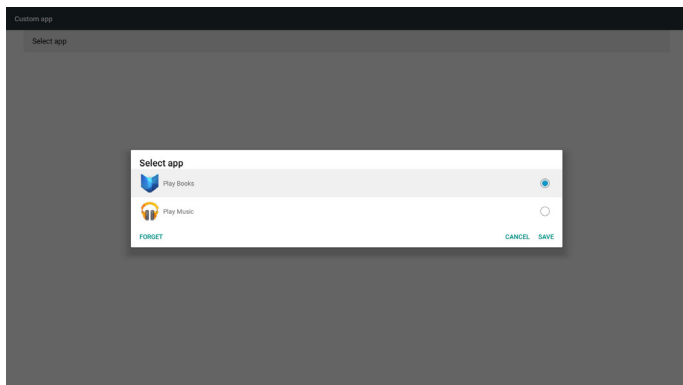 Custom app
Select app
Select app
Play Books
Play Music
FORGET CANCEL SAVE